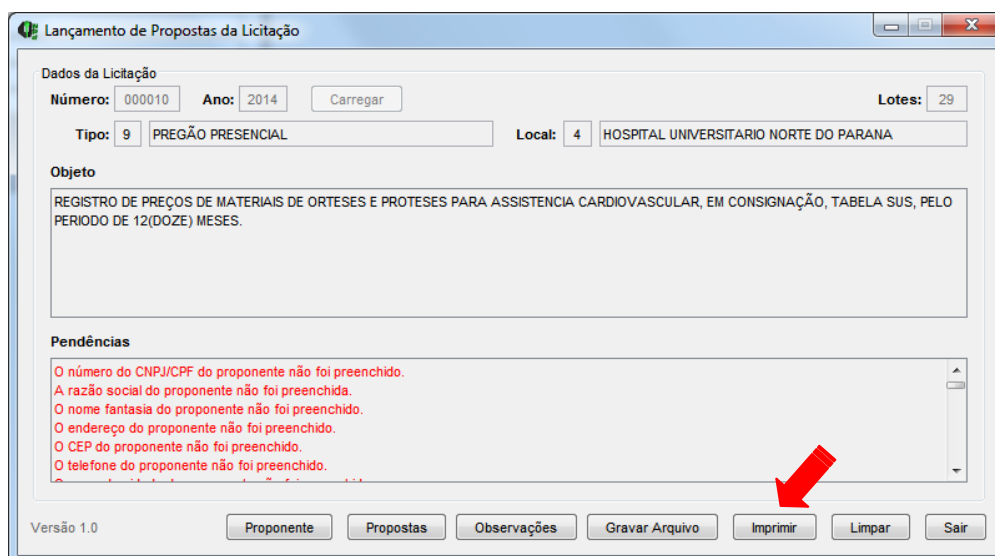 Lançamento de Propostas da Licitação
Dados da Licitação
Número: 000010 Ano: 2014 Carregar Lotes: 29
Tipo: 9 PREGÃO PRESENCIAL Local: 4 HOSPITAL UNIVERSITARIO NORTE DO PARANA
Objeto
REGISTRO DE PREÇOS DE MATERIAIS DE ORTESES E PROTESES PARA ASSISTENCIA CARDIOVASCULAR, EM CONSIGNAÇÃO, TABELA SUS, PELO
PERIODO DE 12(DOZE) MESES.
Pendências
O número do CNPJ/CPF do proponente não foi preenchido.
A razão social do proponente não foi preenchida.
O nome fantasia do proponente não foi preenchido.
O endereço do proponente não foi preenchido.
O CEP do proponente não foi preenchido.
O telefone do proponente não foi preenchido.
Versão 1.0 Proponente Propostas Observações Gravar Arquivo Imprimir Limpar Sair